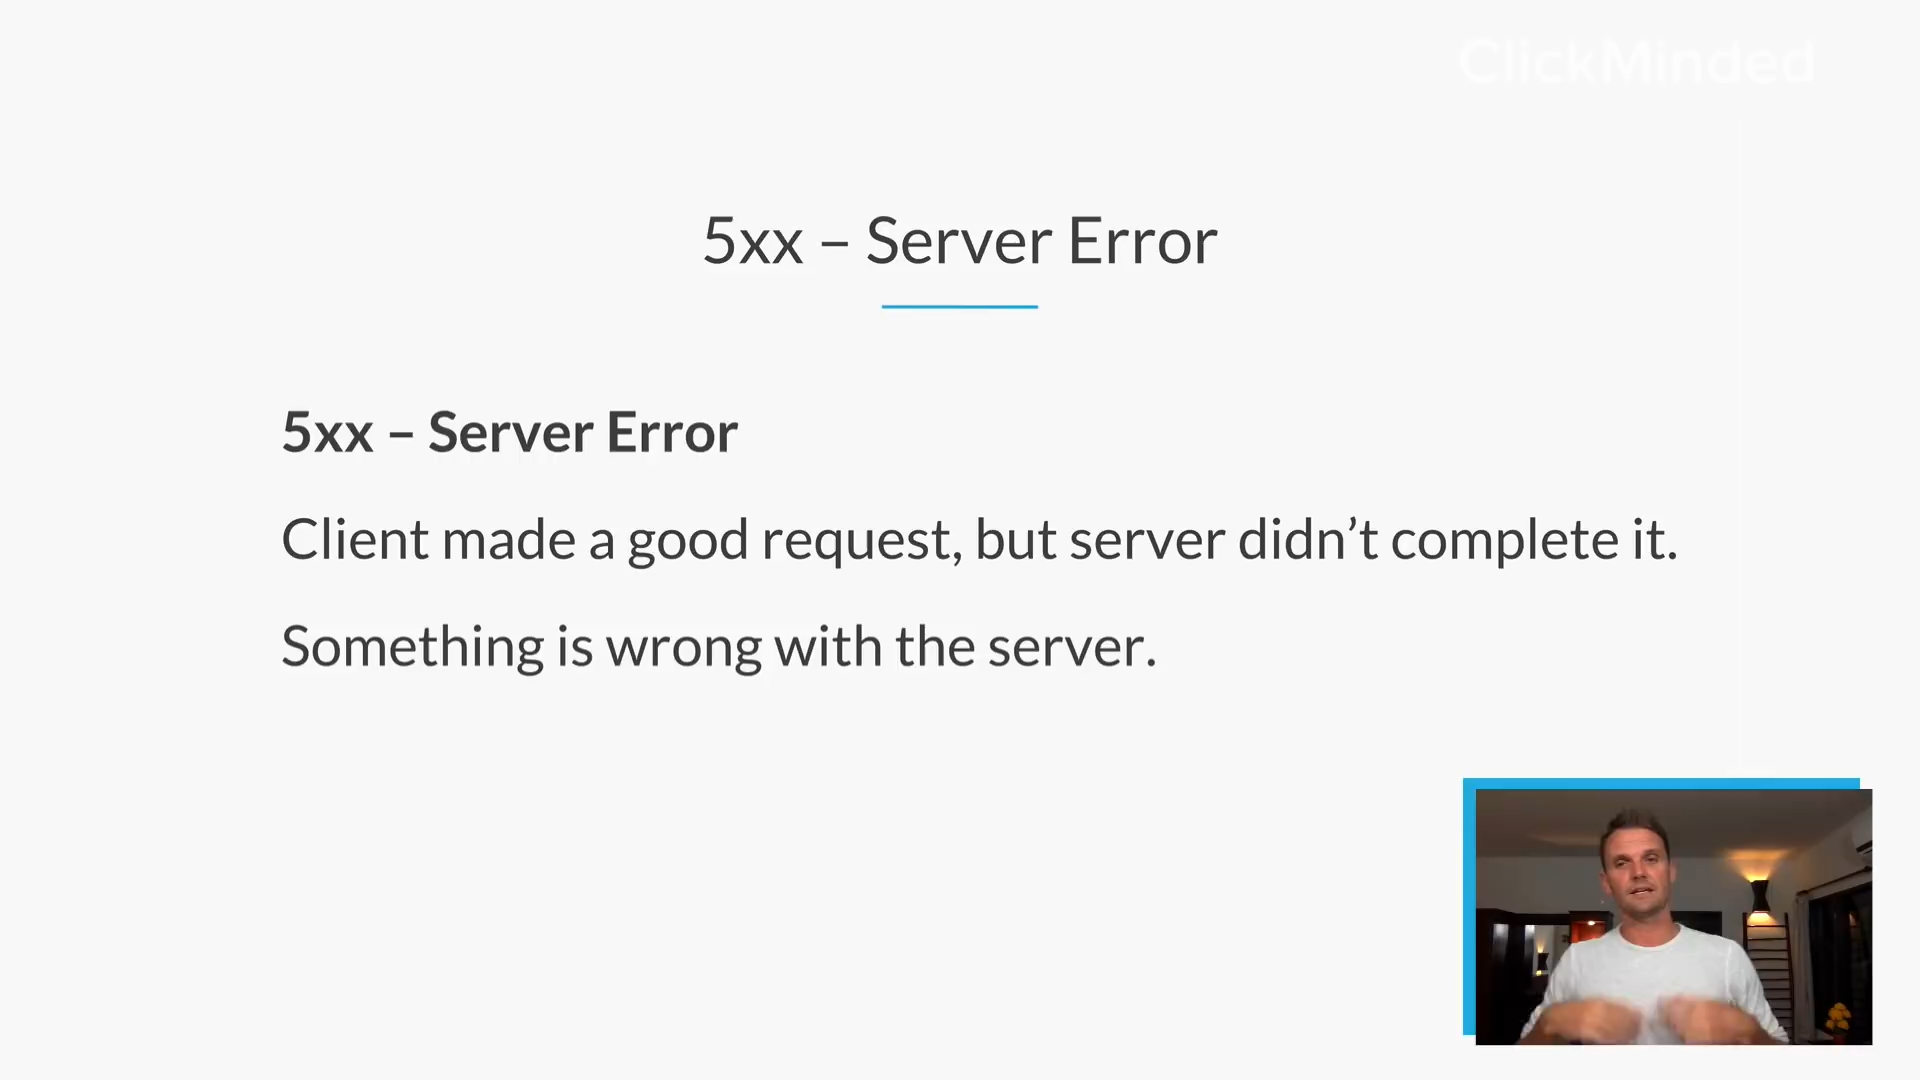 ClickMinded
5xx – Server Error
5xx – Server Error
Client made a good request, but server didn’t complete it.
Something is wrong with the server.